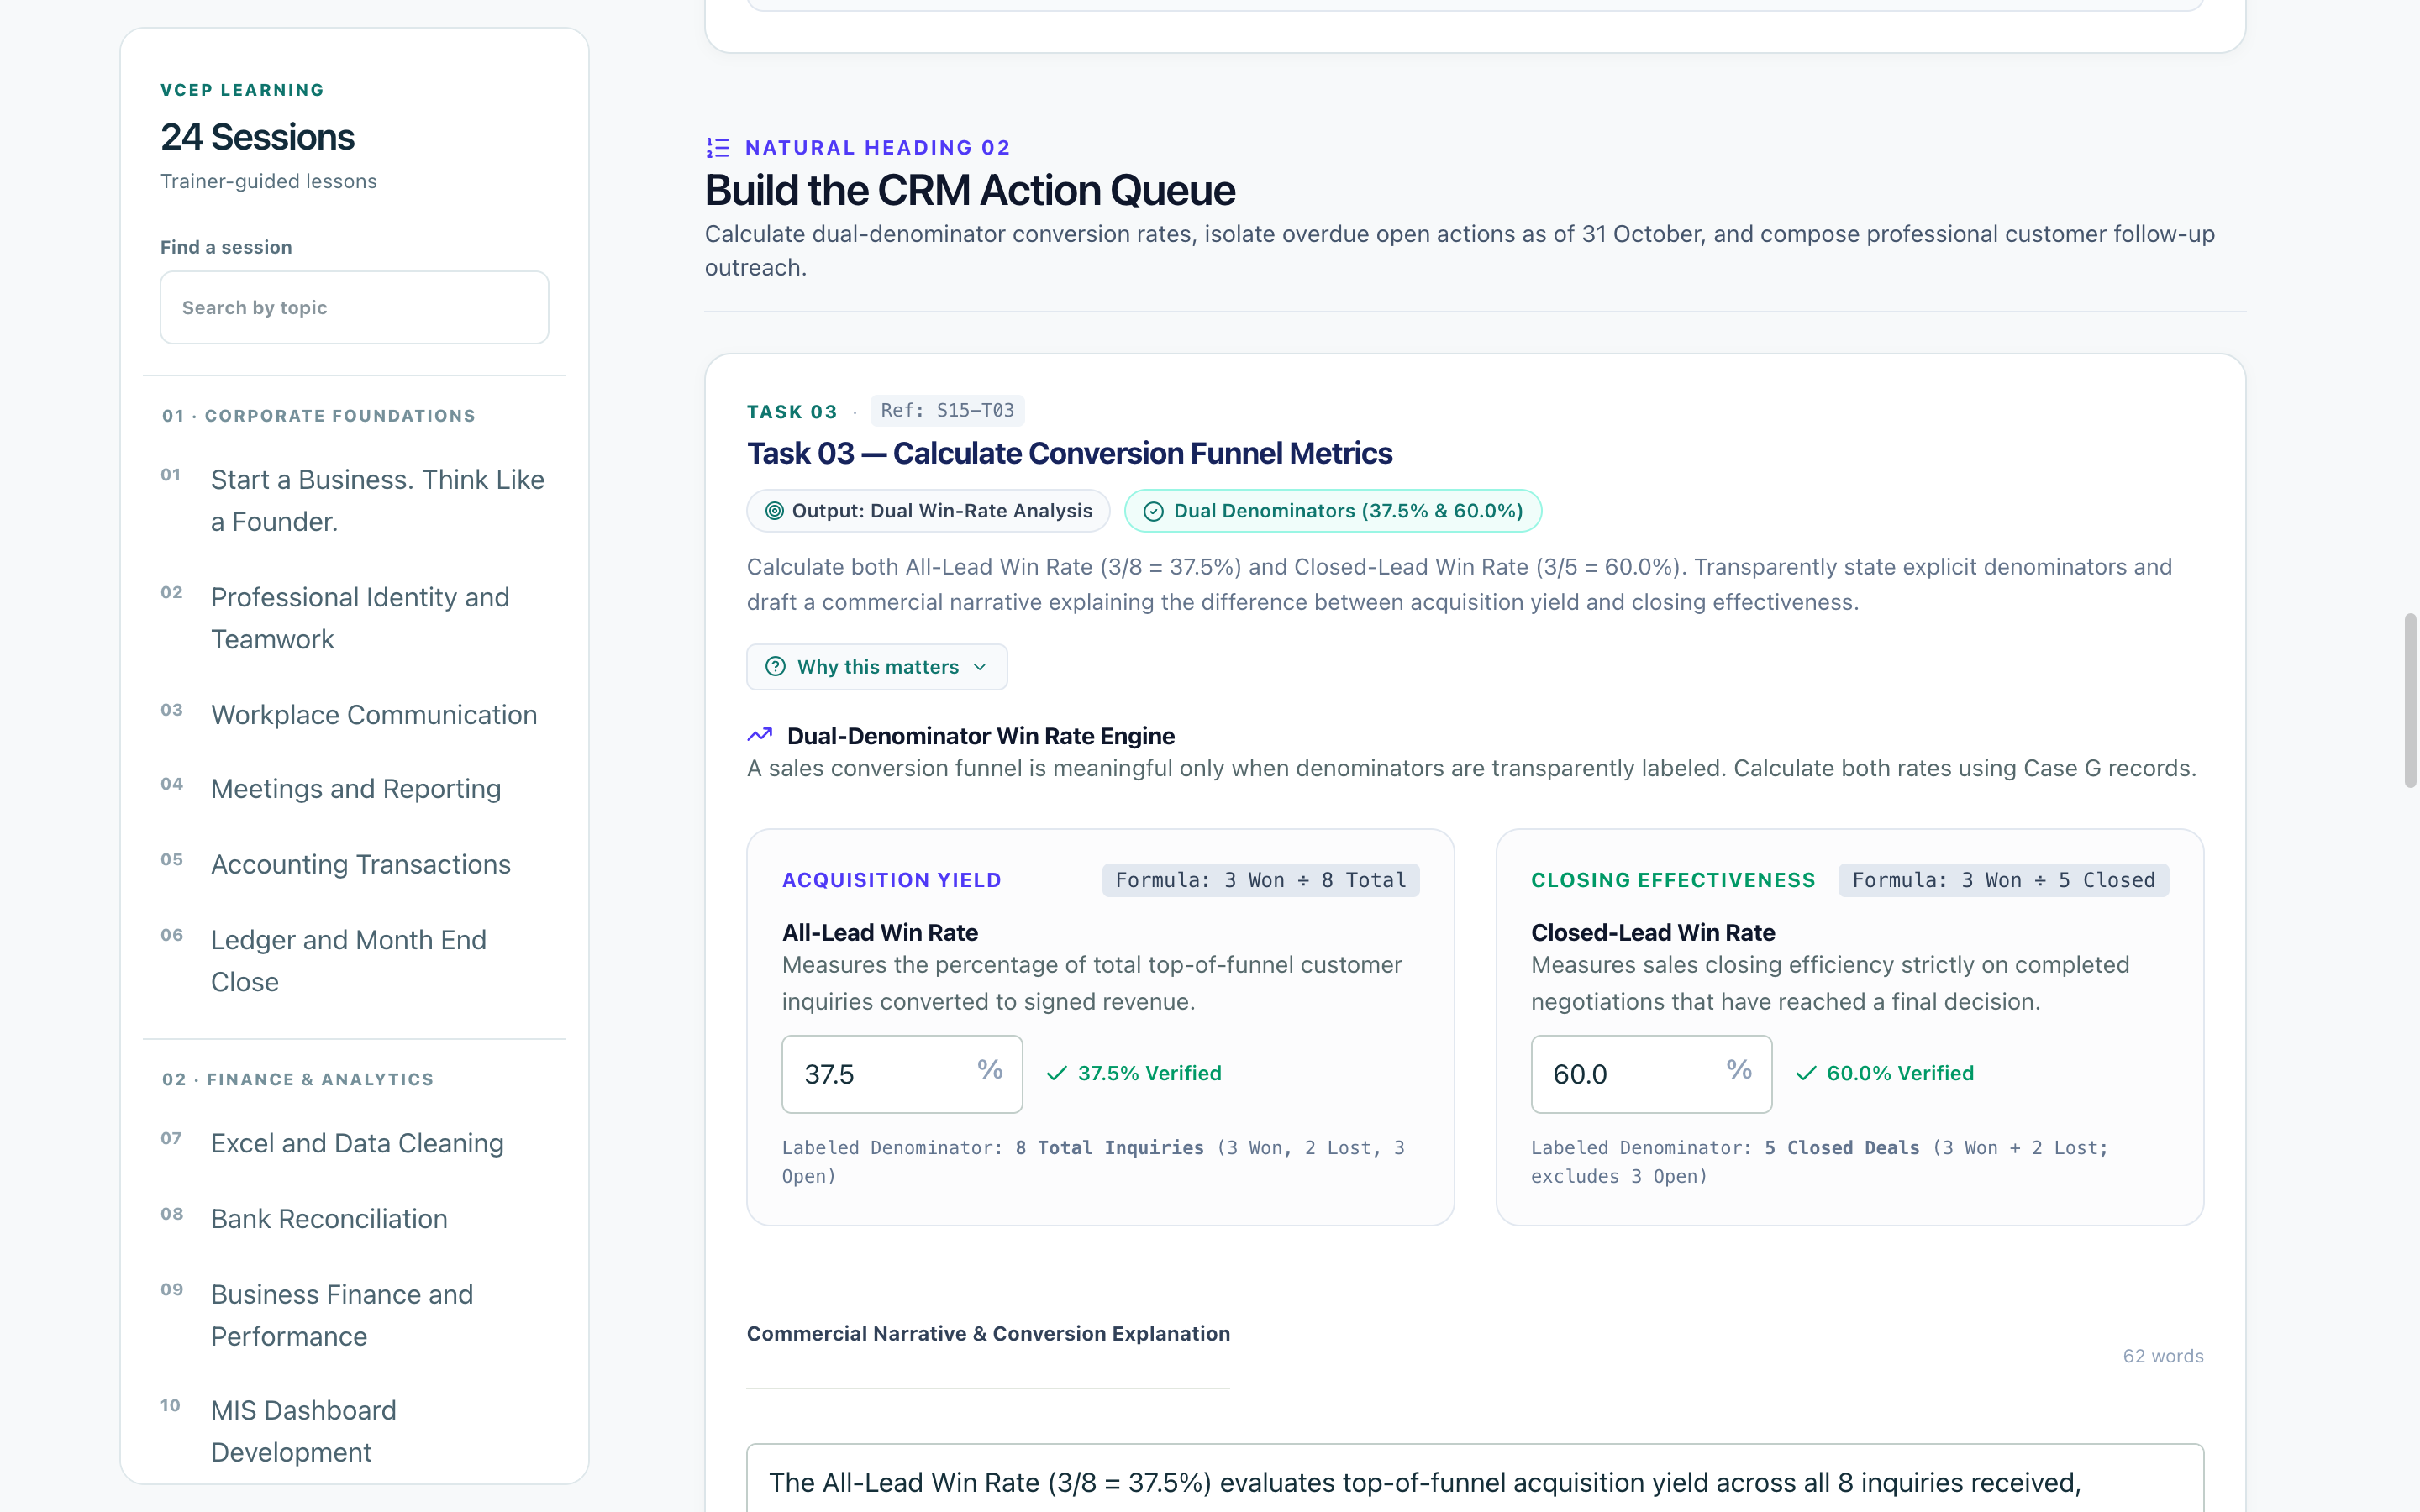 VCEP LEARNING
24 Sessions
Trainer-guided lessons
Find a session
Search by topic
01 · CORPORATE FOUNDATIONS
01 Start a Business. Think Like
a Founder.
02 Professional Identity and
Teamwork
03 Workplace Communication
04 Meetings and Reporting
05 Accounting Transactions
06 Ledger and Month End
Close
02 · FINANCE & ANALYTICS
07 Excel and Data Cleaning
08 Bank Reconciliation
09 Business Finance and
Performance
10 MIS Dashboard
Development
NATURAL HEADING 02
Build the CRM Action Queue
Calculate dual-denominator conversion rates, isolate overdue open actions as of 31 October, and compose professional customer follow-up
outreach.
TASK 03 · Ref: S15-T03
Task 03 — Calculate Conversion Funnel Metrics
Output: Dual Win-Rate Analysis
Dual Denominators (37.5% & 60.0%)
Calculate both All-Lead Win Rate (3/8 = 37.5%) and Closed-Lead Win Rate (3/5 = 60.0%). Transparently state explicit denominators and
draft a commercial narrative explaining the difference between acquisition yield and closing effectiveness.
Why this matters
Dual-Denominator Win Rate Engine
A sales conversion funnel is meaningful only when denominators are transparently labeled. Calculate both rates using Case G records.
ACQUISITION YIELD
Formula: 3 Won ÷ 8 Total
All-Lead Win Rate
Measures the percentage of total top-of-funnel customer
inquiries converted to signed revenue.
37.5 %
37.5% Verified
Labeled Denominator: 8 Total Inquiries (3 Won, 2 Lost, 3
Open)
CLOSING EFFECTIVENESS
Formula: 3 Won ÷ 5 Closed
Closed-Lead Win Rate
Measures sales closing efficiency strictly on completed
negotiations that have reached a final decision.
60.0 %
60.0% Verified
Labeled Denominator: 5 Closed Deals (3 Won + 2 Lost;
excludes 3 Open)
Commercial Narrative & Conversion Explanation
62 words
The All-Lead Win Rate (3/8 = 37.5%) evaluates top-of-funnel acquisition yield across all 8 inquiries received,